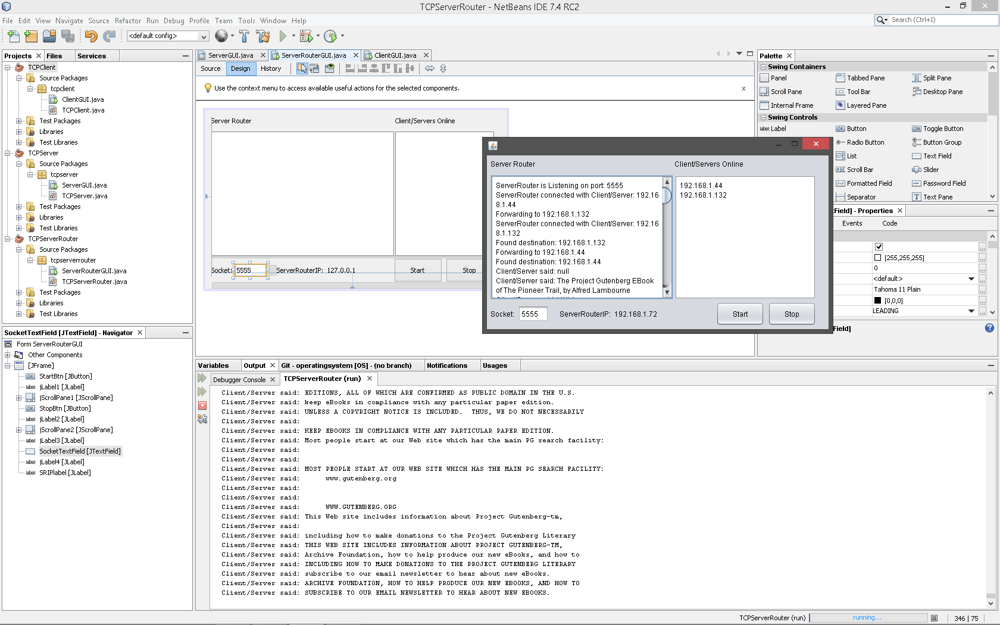 TCPServerRouter - NetBeans IDE 7.4 RC2
File Edit View Navigate Source Refactor Run Debug Profile Team Tools Window Help
Search (Ctrl+I)
<default config>
Projects
Files
Services
TCPClient
Source Packages
tcpclient
ClientGUI.java
TCPClient.java
Test Packages
Libraries
Test Libraries
TCPServer
Source Packages
tcpserver
ServerGUI.java
TCPServer.java
Test Packages
Libraries
Test Libraries
TCPServerRouter
Source Packages
tcpserverrouter
ServerRouterGUI.java
TCPServerRouter.java
Test Packages
Libraries
Test Libraries
SocketTextField [JTextField] - Navigator
Form ServerRouterGUI
Other Components
[JFrame]
StartBtn [JButton]
jLabel1 [JLabel]
jScrollPane1 [JScrollPane]
StopBtn [JButton]
jLabel2 [JLabel]
jScrollPane2 [JScrollPane]
jLabel3 [JLabel]
SocketTextField [JTextField]
jLabel4 [JLabel]
SRIPlabel [JLabel]
ServerGUI.java
ServerRouterGUI.java
ClientGUI.java
Source
Design
History
Use the context menu to access available useful actions for the selected components.
x
Server Router
Client/Servers Online
Socket:
5555
ServerRouterIP: 127.0.0.1
Start
Stop
Server Router
Client/Servers Online
ServerRouter is Listening on port: 5555
ServerRouter connected with Client/Server: 192.16
8.1.44
Forwarding to 192.168.1.132
ServerRouter connected with Client/Server: 192.16
8.1.132
Found destination: 192.168.1.132
Forwarding to 192.168.1.44
Found destination: 192.168.1.44
Client/Server said: null
Client/Server said: The Project Gutenberg EBook
of The Pioneer Trail, by Alfred Lambourne
192.168.1.44
192.168.1.132
Socket:
5555
ServerRouterIP: 192.168.1.72
Start
Stop
Palette
Swing Containers
Panel
Tabbed Pane
Split Pane
Scroll Pane
Tool Bar
Desktop Pane
Internal Frame
Layered Pane
Swing Controls
label Label
OK Button
ON Toggle Button
Radio Button
Button Group
List
Text Field
Scroll Bar
Slider
Formatted Field
Password Field
Separator
Text Pane
tField] - Properties
Events
Code
[255,255,255]
0
<default>
Tahoma 11 Plain
[0,0,0]
LEADING
Field]
Variables
Output
Git - operatingsystem [OS] - (no branch)
Notifications
Usages
Debugger Console
TCPServerRouter (run)
Client/Server said: EDITIONS, ALL OF WHICH ARE CONFIRMED AS PUBLIC DOMAIN IN THE U.S.
Client/Server said: keep eBooks in compliance with any particular paper edition.
Client/Server said: UNLESS A COPYRIGHT NOTICE IS INCLUDED.  THUS, WE DO NOT NECESSARILY
Client/Server said:
Client/Server said: KEEP EBOOKS IN COMPLIANCE WITH ANY PARTICULAR PAPER EDITION.
Client/Server said: Most people start at our Web site which has the main PG search facility:
Client/Server said:
Client/Server said:
Client/Server said: MOST PEOPLE START AT OUR WEB SITE WHICH HAS THE MAIN PG SEARCH FACILITY:
Client/Server said:      www.gutenberg.org
Client/Server said:
Client/Server said:
Client/Server said:      WWW.GUTENBERG.ORG
Client/Server said: This Web site includes information about Project Gutenberg-tm,
Client/Server said:
Client/Server said: including how to make donations to the Project Gutenberg Literary
Client/Server said: THIS WEB SITE INCLUDES INFORMATION ABOUT PROJECT GUTENBERG-TM,
Client/Server said: Archive Foundation, how to help produce our new eBooks, and how to
Client/Server said: INCLUDING HOW TO MAKE DONATIONS TO THE PROJECT GUTENBERG LITERARY
Client/Server said: subscribe to our email newsletter to hear about new eBooks.
Client/Server said: ARCHIVE FOUNDATION, HOW TO HELP PRODUCE OUR NEW EBOOKS, AND HOW TO
Client/Server said: SUBSCRIBE TO OUR EMAIL NEWSLETTER TO HEAR ABOUT NEW EBOOKS.
TCPServerRouter (run)
running...
346 | 75